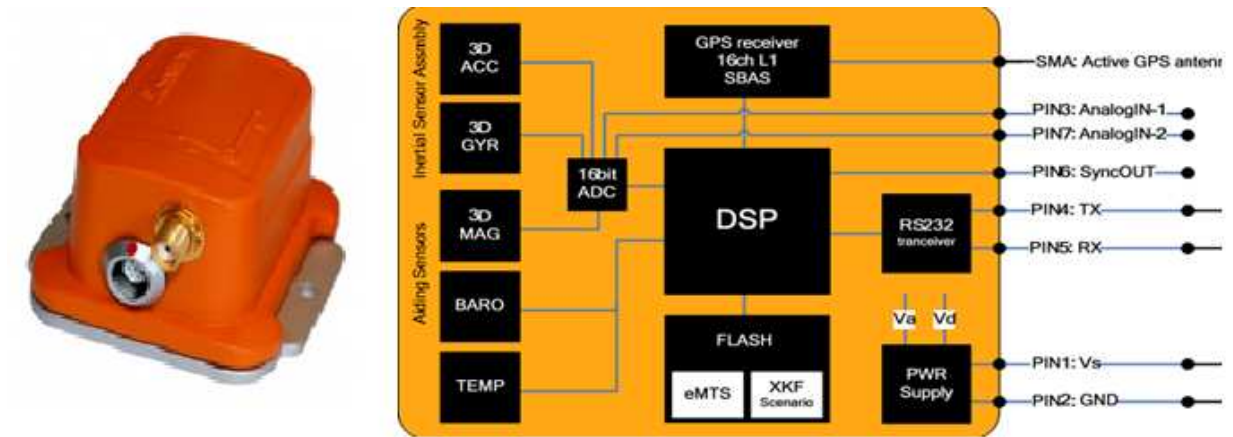 Inertial Sensor Assmbly
Aiding Sensors
3D
ACC
3D
GYR
3D
MAG
BARO
TEMP
16bit
ADC
GPS receiver
16ch L1
SBAS
DSP
FLASH
eMTS
XKF
Scenario
RS232
tranceiver
Va
Vd
PWR
Supply
SMA: Active GPS antenn
PIN3: AnalogIN-1
PIN7: AnalogIN-2
PIN6: SyncOUT
PIN4: TX
PIN5: RX
PIN1: Vs
PIN2: GND